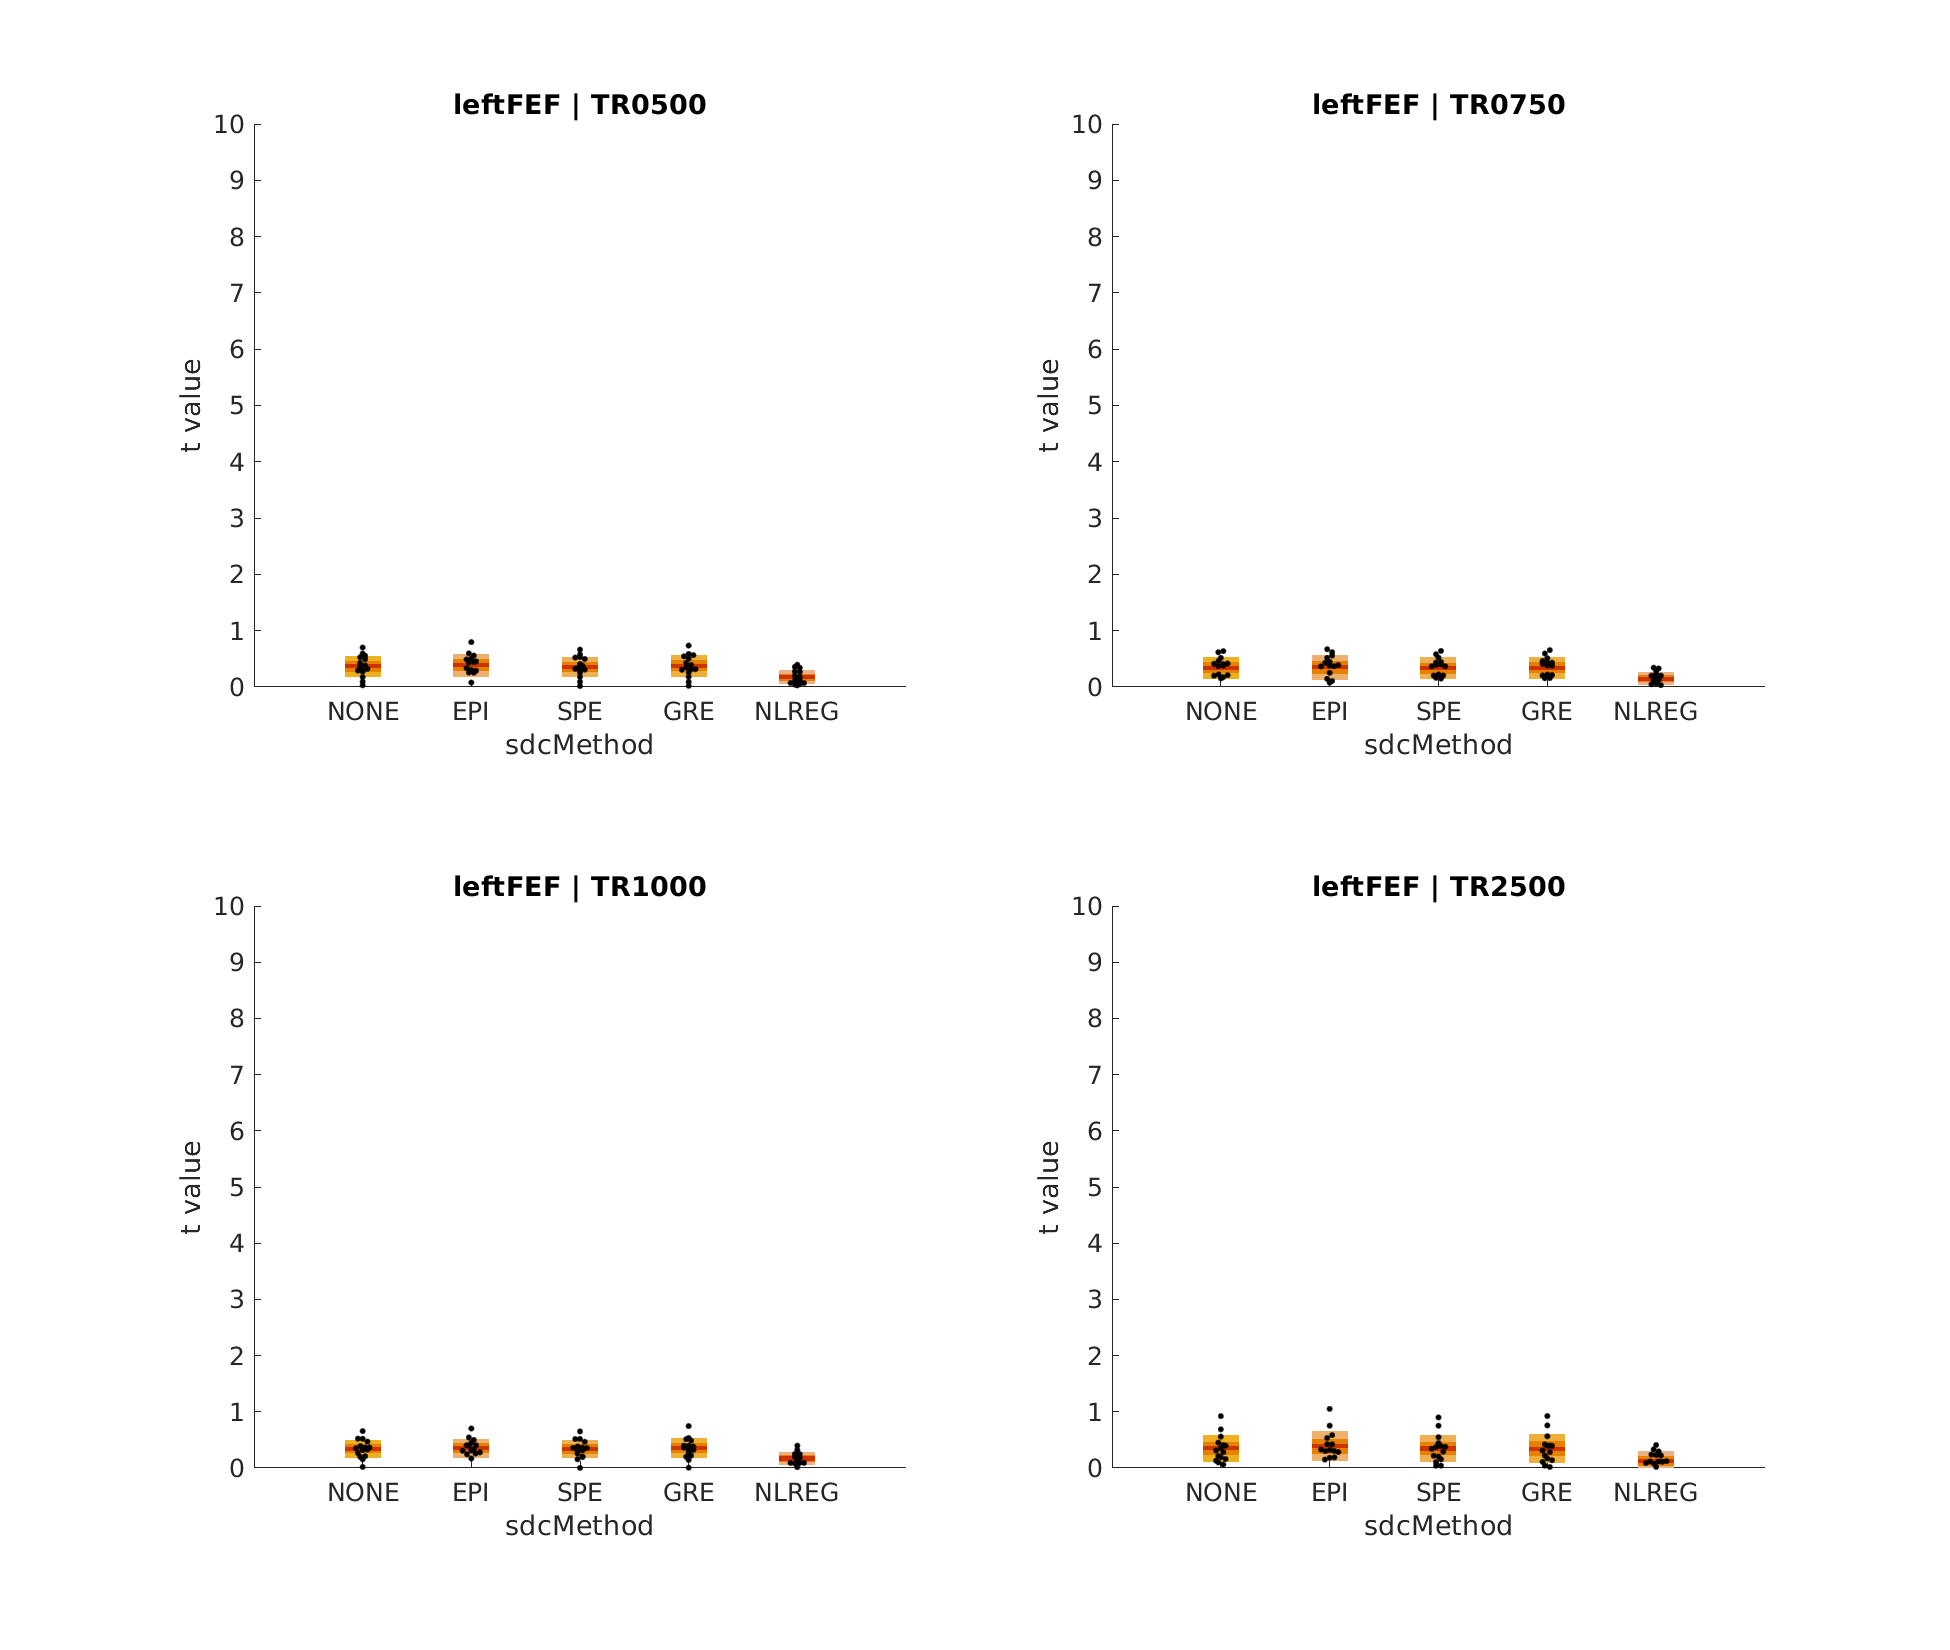 leftFEF | TR0500
10
9
8
7
6
5
4
3
2
1
0
t value
NONE EPI SPE GRE NLREG
sdcMethod
leftFEF | TR0750
10
9
8
7
6
5
4
3
2
1
0
t value
NONE EPI SPE GRE NLREG
sdcMethod
leftFEF | TR1000
10
9
8
7
6
5
4
3
2
1
0
t value
NONE EPI SPE GRE NLREG
sdcMethod
leftFEF | TR2500
10
9
8
7
6
5
4
3
2
1
0
t value
NONE EPI SPE GRE NLREG
sdcMethod